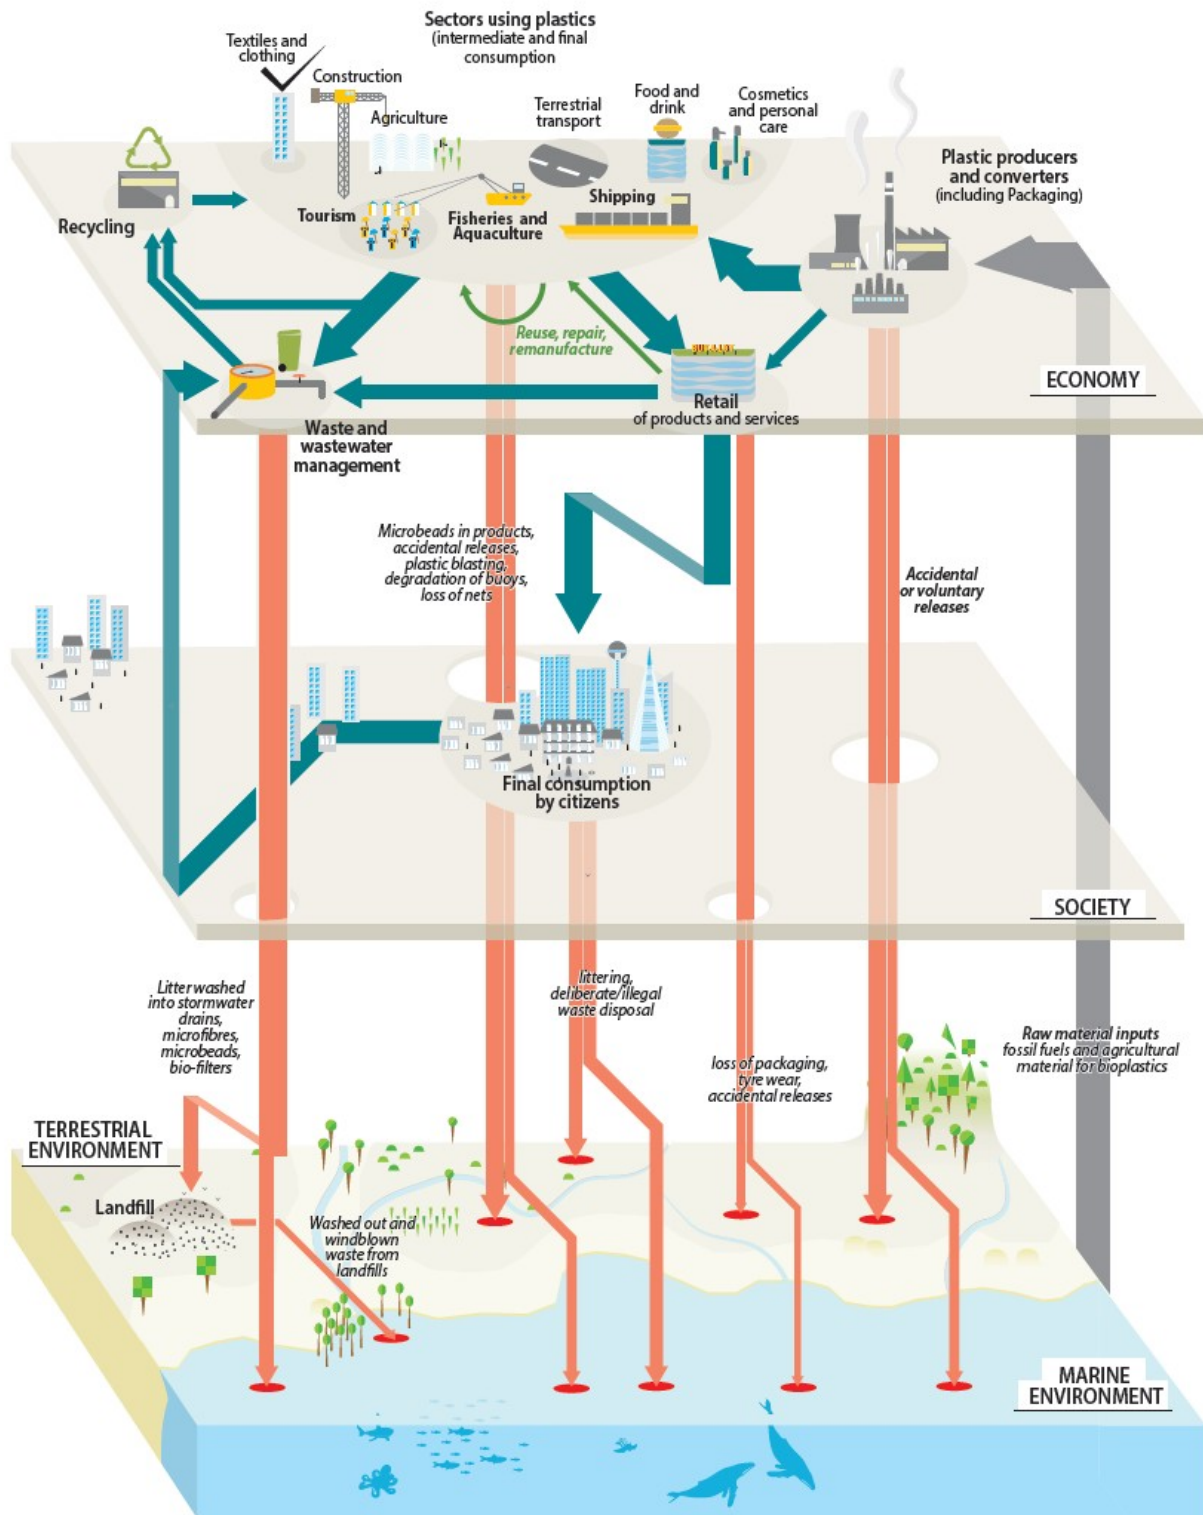 Sectors using plastics
(intermediate and final
consumption
Textiles and
clothing
Construction
Agriculture
Terrestrial
transport
Food and
drink
Cosmetics
and personal
care
Plastic producers
and converters
(including Packaging)
Recycling
Tourism
Fisheries and
Aquaculture
Shipping
Reuse, repair,
remanufacture
ECONOMY
Retail
of products and services
Waste and
wastewater
management
Microbeads in products,
accidental releases,
plastic blasting,
degradation of buoys,
loss of nets
Accidental
or voluntary
releases
Final consumption
by citizens
SOCIETY
Litter washed
into stormwater
drains,
microfibres,
microbeads,
bio-filters
littering,
deliberate/illegal
waste disposal
loss of packaging,
tyre wear,
accidental releases
Raw material inputs
fossil fuels and agricultural
material for bioplastics
TERRESTRIAL
ENVIRONMENT
Landfill
Washed out and
windblown
waste from
landfills
MARINE
ENVIRONMENT